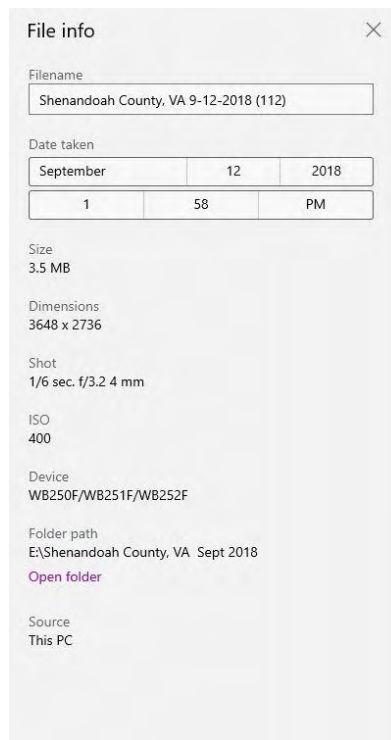 File info
Filename
Shenandoah County, VA 9-12-2018 (112)
Date taken
September 12 2018
1 58 PM
Size
3.5 MB
Dimensions
3648 x 2736
Shot
1/6 sec. f/3.2 4 mm
ISO
400
Device
WB250F/WB251F/WB252F
Folder path
E:\Shenandoah County, VA  Sept 2018
Open folder
Source
This PC